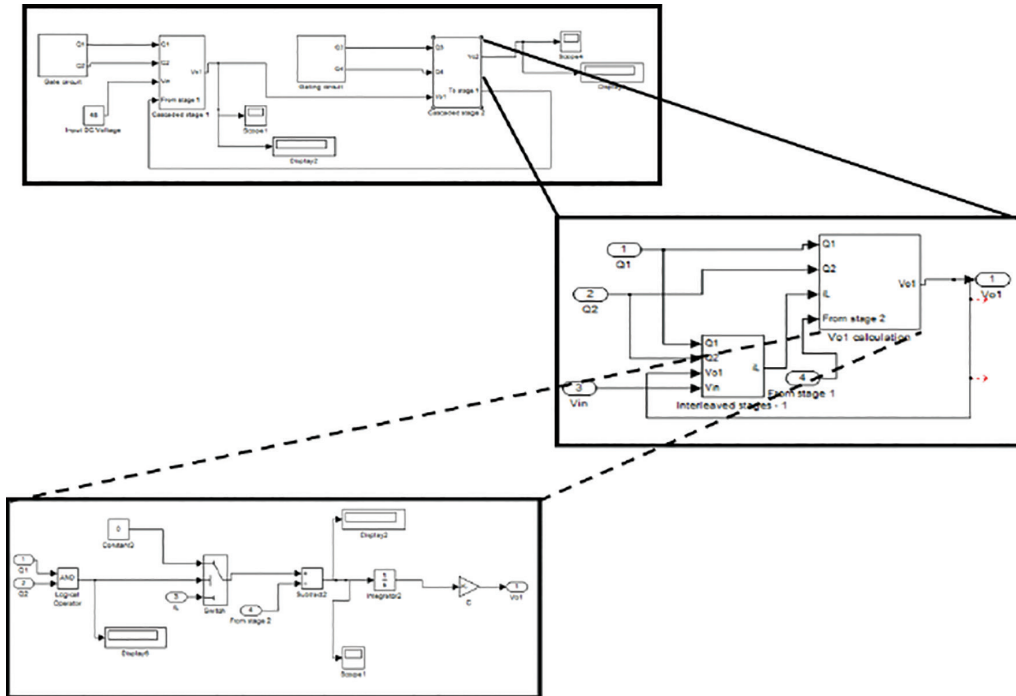 Q1
Q2
Gate circuit
Q1
Q2
Vin
From stage 1
Vo1
Cascaded stage 1
48
Input DC Voltage
Scope1
Display2
Q4
Gating circuit
Q4
Vo1
Vo2
To stage 1
Cascaded stage 2
Scope4
1
Q1
2
Q2
3
Vin
Q1
Q2
Vo1
Vin
iL
Interleaved stages - 1
Q1
Q2
iL
From stage 2
Vo1
Vo1 calculation
4
From stage 1
1
Vo1
0
1
Q1
2
Q2
AND
Logical
Operator
3
iL
Switch
4
From stage 2
Subtract2
Display2
Scope1
Integrator2
C
1
Vo1